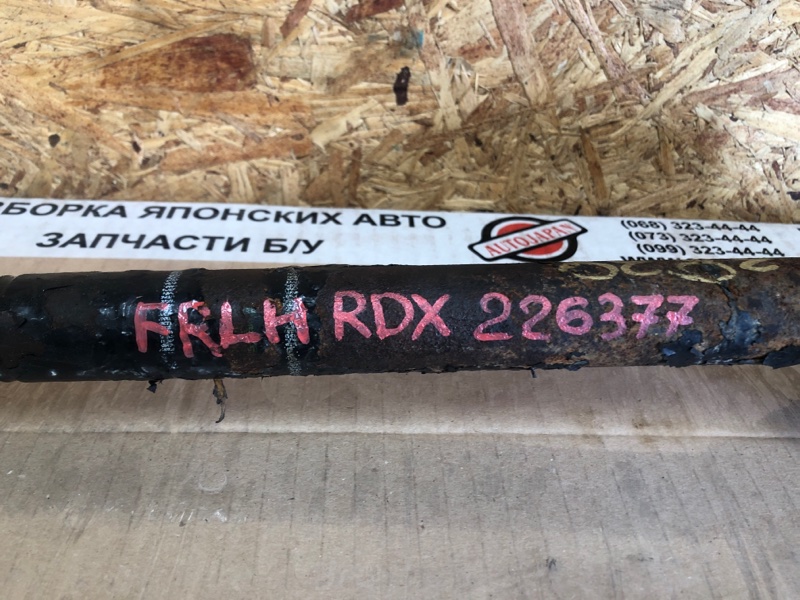 ЗБОРКА ЯПОНСКИХ АВТО
ЗАПЧАСТИ Б/У
AUTOJAPAN
(068) 323-44-44
(073) 323-44-44
(099) 323-44-44
FRLH RDX 226377